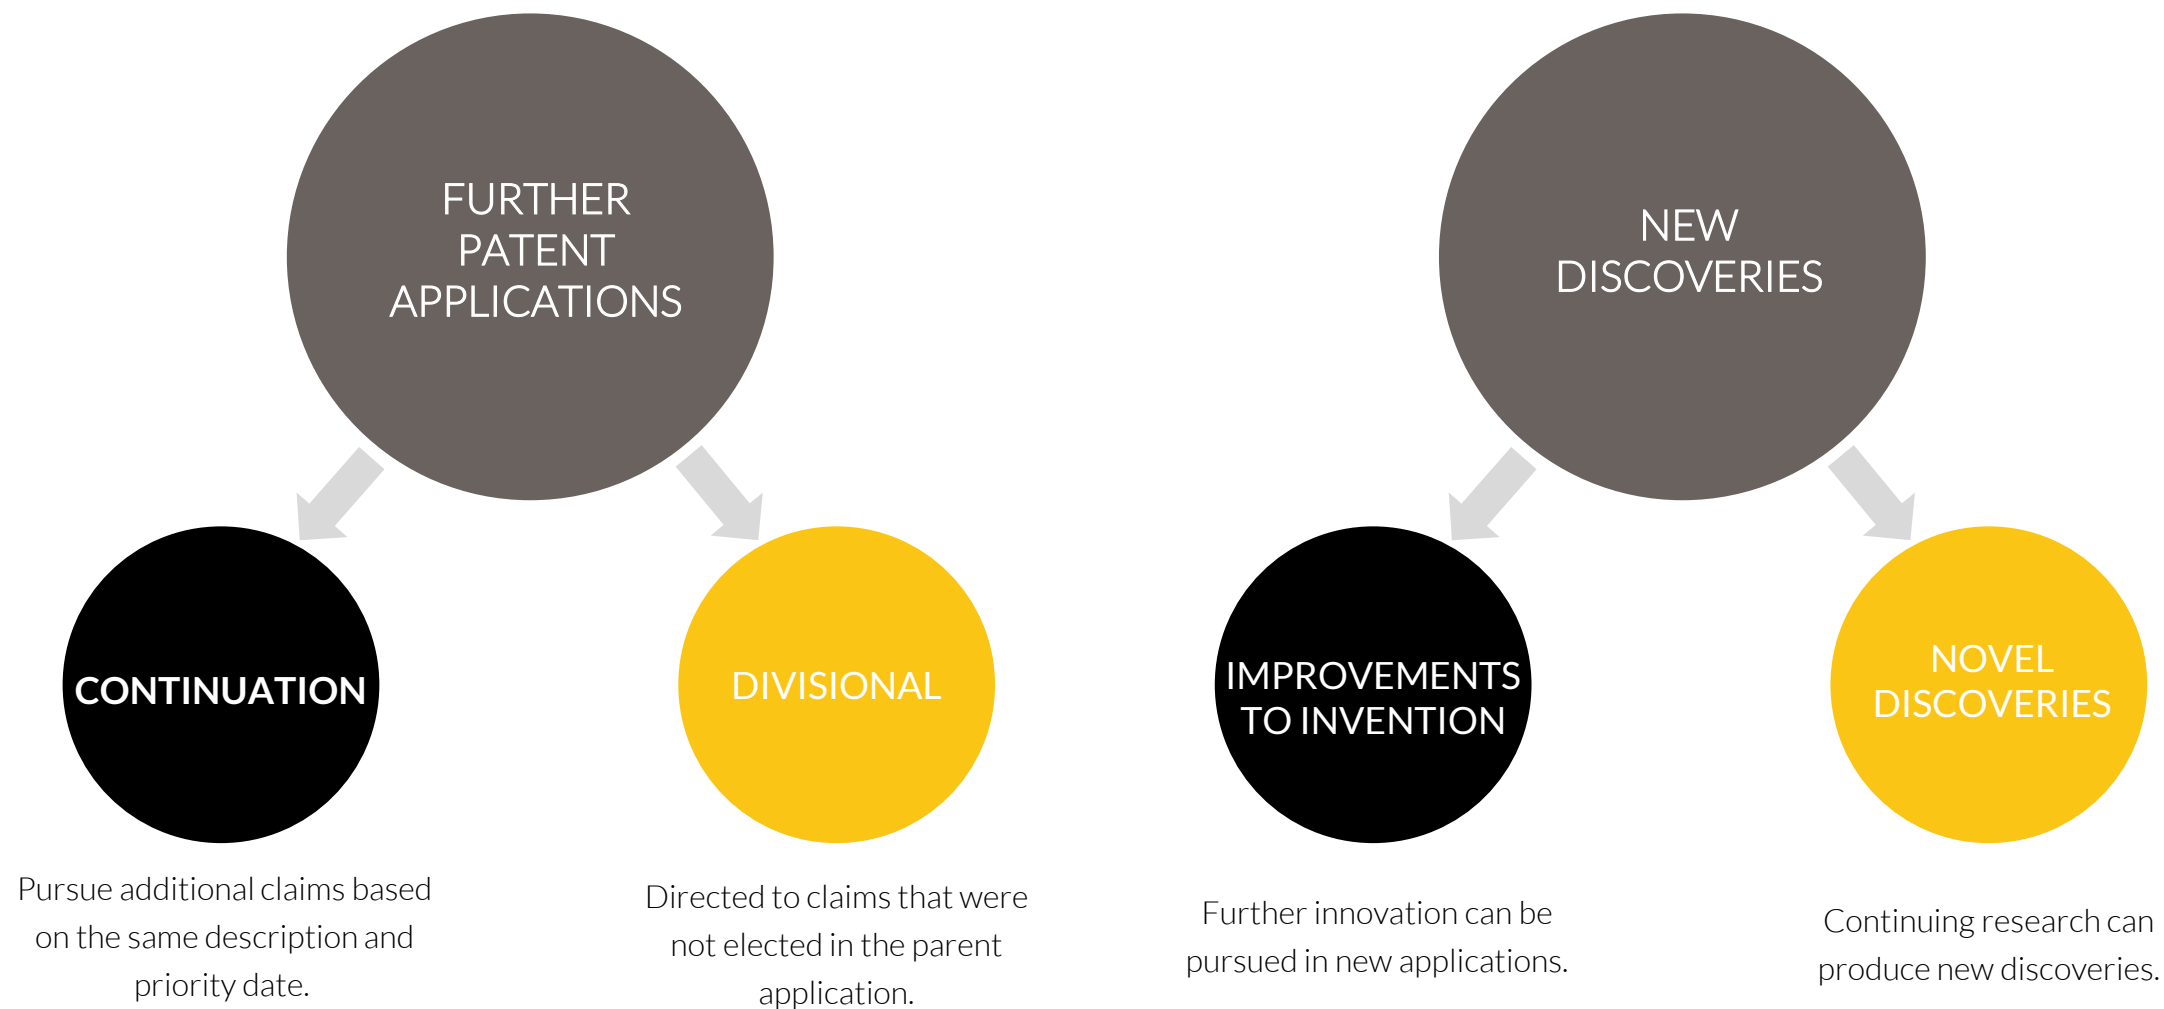 FURTHER
PATENT
APPLICATIONS
CONTINUATION
Pursue additional claims based
on the same description and
priority date.
DIVISIONAL
Directed to claims that were
not elected in the parent
application.
NEW
DISCOVERIES
IMPROVEMENTS
TO INVENTION
Further innovation can be
pursued in new applications.
NOVEL
DISCOVERIES
Continuing research can
produce new discoveries.